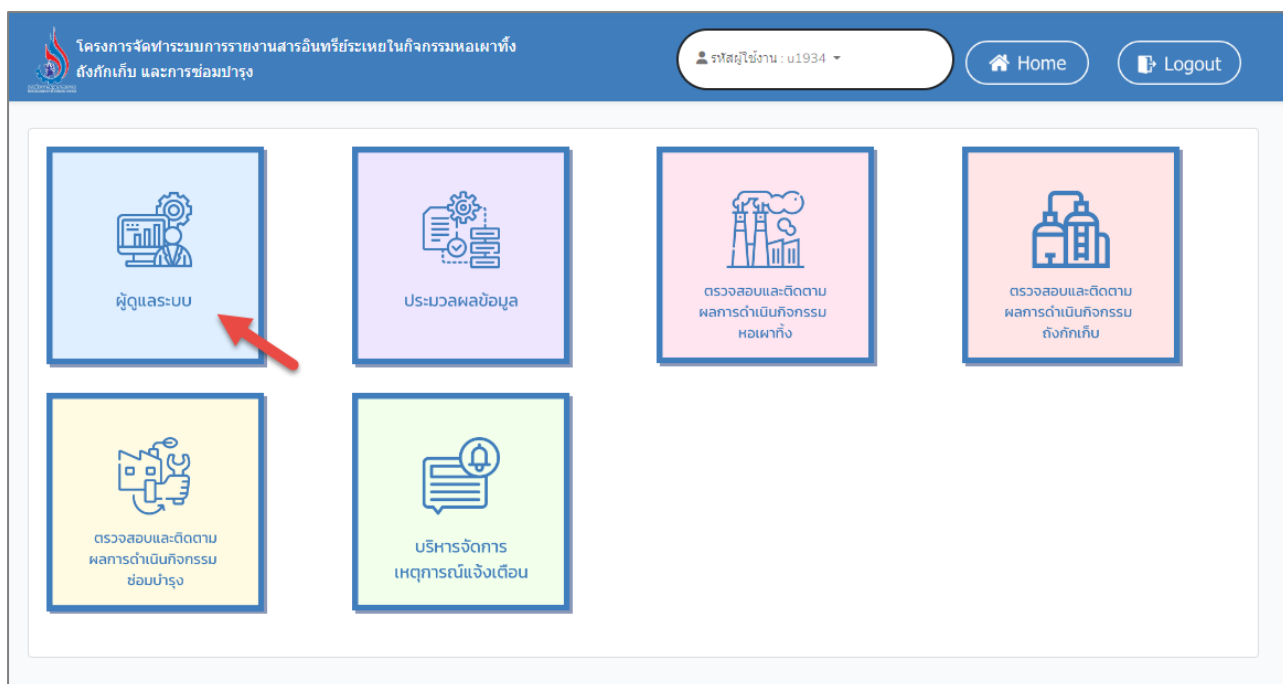 โครงการจัดทำระบบการรายงานสารอินทรีย์ระเหยในกิจกรรมหอเผาทิ้ง
ถังกักเก็บ และการซ่อมบำรุง
รหัสผู้ใช้งาน : u1934
Home
Logout
ผู้ดูแลระบบ
ประมวลผลข้อมูล
ตรวจสอบและติดตาม
ผลการดำเนินกิจกรรม
หอเผาทิ้ง
ตรวจสอบและติดตาม
ผลการดำเนินกิจกรรม
ถังกักเก็บ
ตรวจสอบและติดตาม
ผลการดำเนินกิจกรรม
ซ่อมบำรุง
บริหารจัดการ
เหตุการณ์แจ้งเตือน